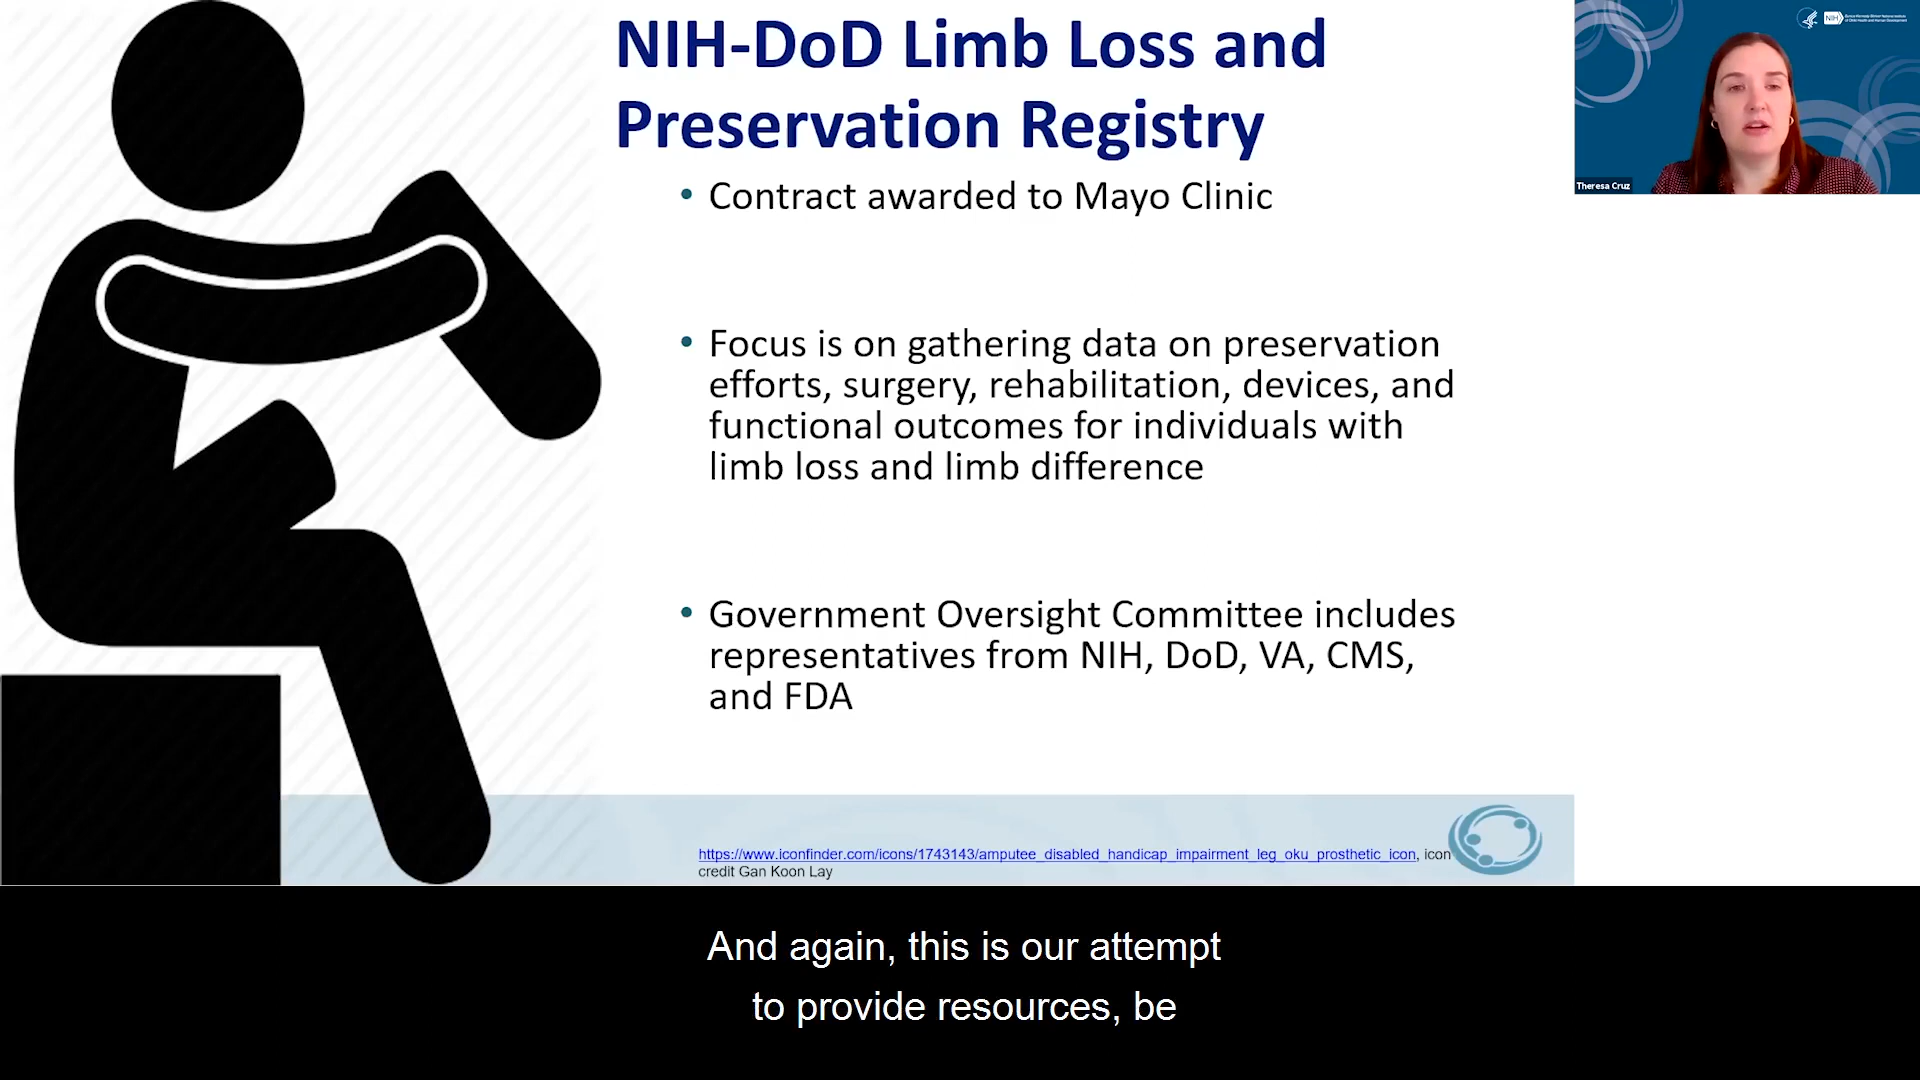 NIH-DoD Limb Loss and
Preservation Registry
• Contract awarded to Mayo Clinic
• Focus is on gathering data on preservation
efforts, surgery, rehabilitation, devices, and
functional outcomes for individuals with
limb loss and limb difference
• Government Oversight Committee includes
representatives from NIH, DoD, VA, CMS,
and FDA
https://www.iconfinder.com/icons/1743143/amputee_disabled_handicap_impairment_leg_oku_prosthetic_icon, icon
credit Gan Koon Lay
NIH
Theresa Cruz
And again, this is our attempt
to provide resources, be